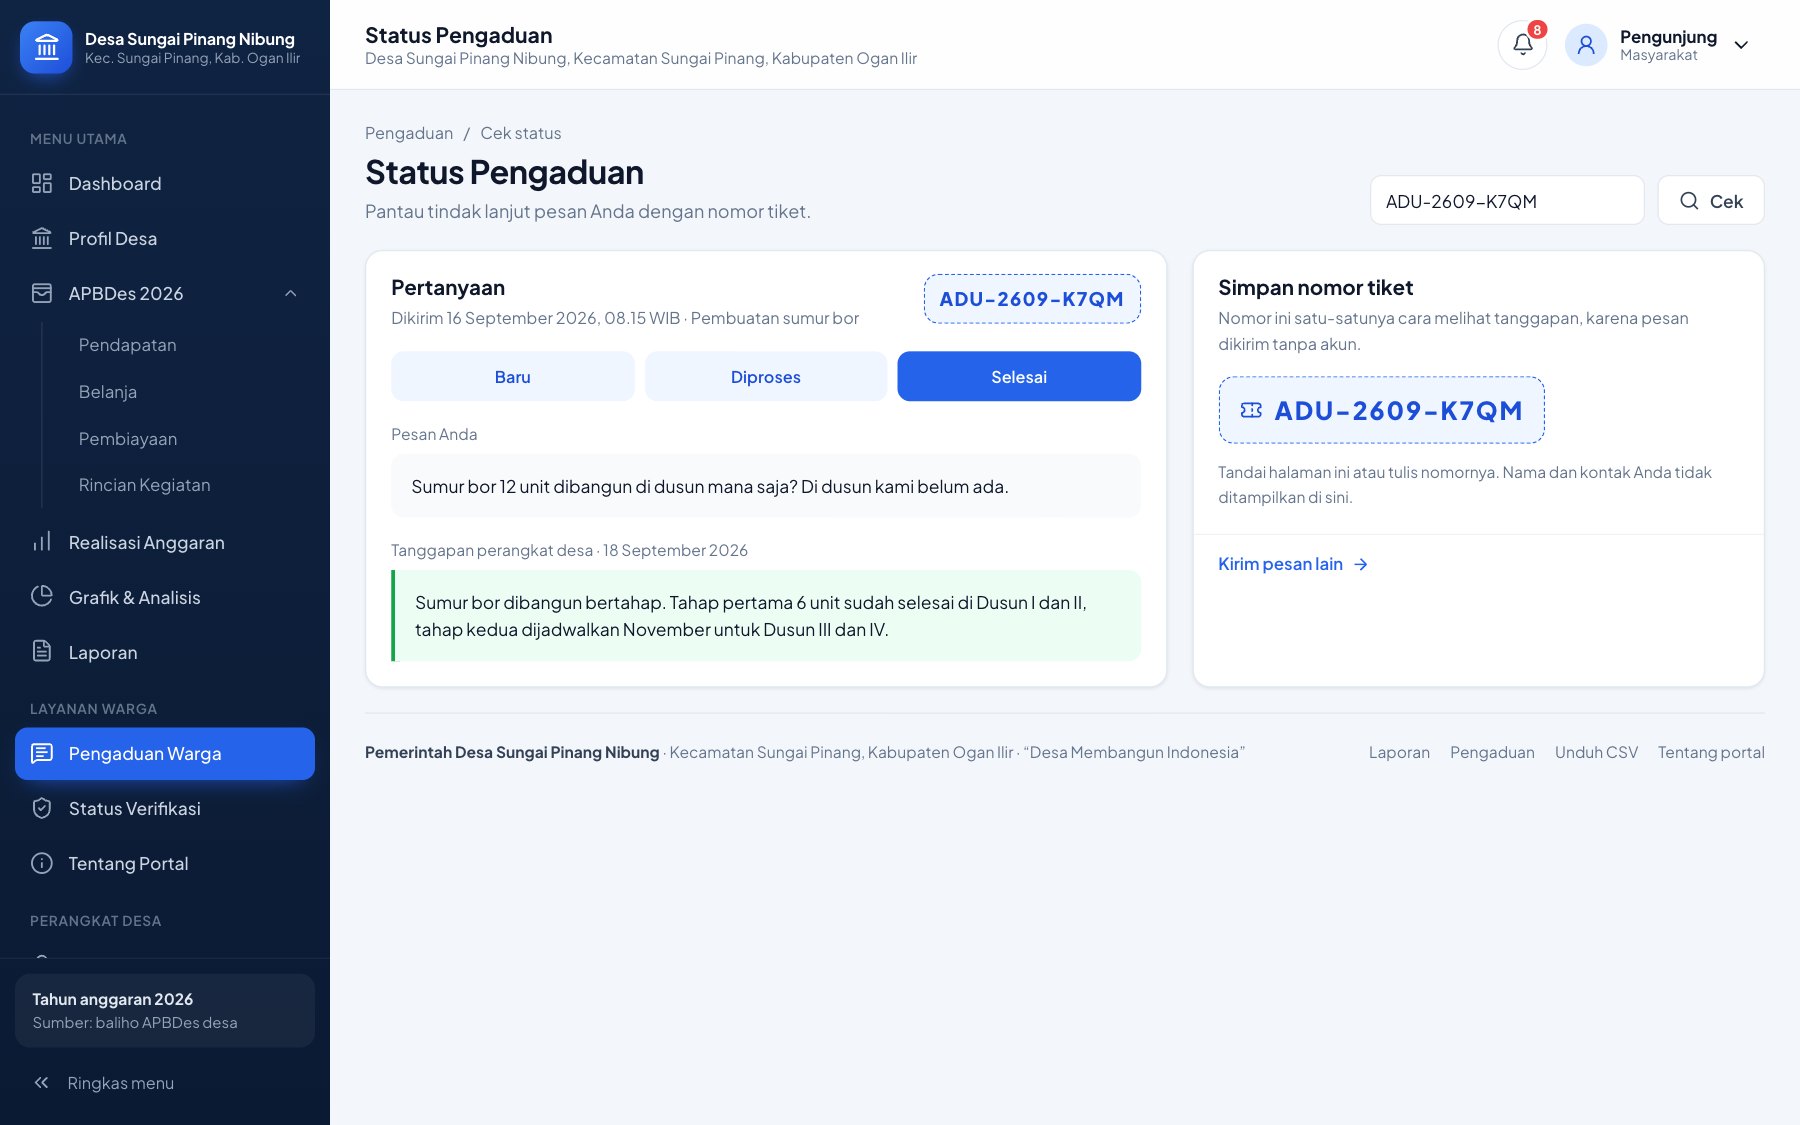 Desa Sungai Pinang Nibung
Kec. Sungai Pinang, Kab. Ogan Ilir
MENU UTAMA
Dashboard
Profil Desa
APBDes 2026
Pendapatan
Belanja
Pembiayaan
Rincian Kegiatan
Realisasi Anggaran
Grafik & Analisis
Laporan
LAYANAN WARGA
Pengaduan Warga
Status Verifikasi
Tentang Portal
PERANGKAT DESA
Tahun anggaran 2026
Sumber: baliho APBDes desa
Ringkas menu
Status Pengaduan
Desa Sungai Pinang Nibung, Kecamatan Sungai Pinang, Kabupaten Ogan Ilir
8
Pengunjung
Masyarakat
Pengaduan / Cek status
Status Pengaduan
Pantau tindak lanjut pesan Anda dengan nomor tiket.
ADU-2609-K7QM
Cek
Pertanyaan
Dikirim 16 September 2026, 08.15 WIB · Pembuatan sumur bor
ADU-2609-K7QM
Baru
Diproses
Selesai
Pesan Anda
Sumur bor 12 unit dibangun di dusun mana saja? Di dusun kami belum ada.
Tanggapan perangkat desa · 18 September 2026
Sumur bor dibangun bertahap. Tahap pertama 6 unit sudah selesai di Dusun I dan II,
tahap kedua dijadwalkan November untuk Dusun III dan IV.
Simpan nomor tiket
Nomor ini satu-satunya cara melihat tanggapan, karena pesan
dikirim tanpa akun.
ADU-2609-K7QM
Tandai halaman ini atau tulis nomornya. Nama dan kontak Anda tidak
ditampilkan di sini.
Kirim pesan lain →
Pemerintah Desa Sungai Pinang Nibung · Kecamatan Sungai Pinang, Kabupaten Ogan Ilir · “Desa Membangun Indonesia”
Laporan
Pengaduan
Unduh CSV
Tentang portal